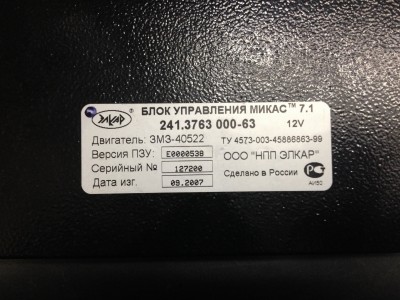 ЭЛКАР
БЛОК УПРАВЛЕНИЯ МИКАС™ 7.1
241.3763 000-63 12V
Двигатель: ЗМЗ-40522 ТУ 4573-003-45886863-99
Версия ПЗУ: E0000538 ООО "НПП ЭЛКАР"
Серийный № 127200 Сделано в России
Дата изг. 09.2007